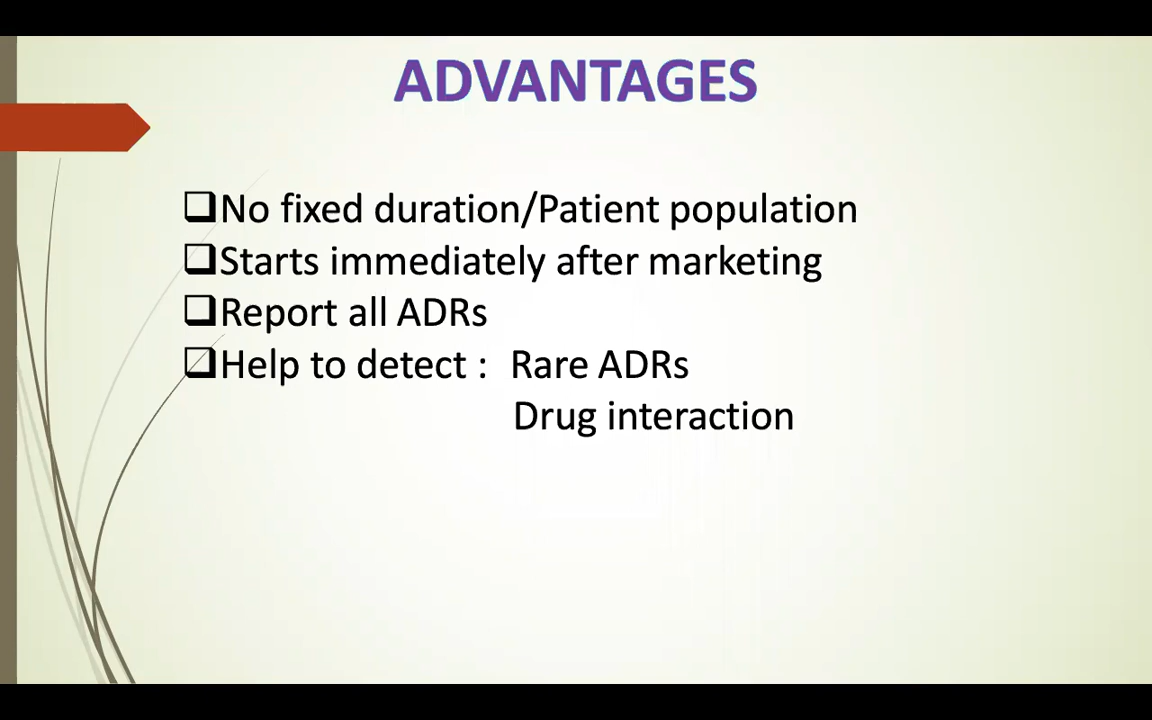 ADVANTAGES
No fixed duration/Patient population
Starts immediately after marketing
Report all ADRs
Help to detect : Rare ADRs
Drug interaction